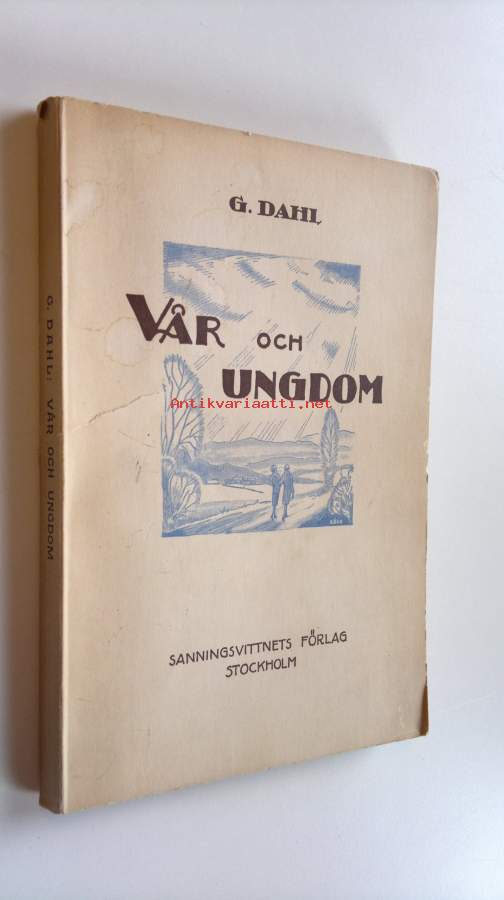 G. DAHL
VÅR OCH
UNGDOM
Antikvariaatti.net
SANNINGSVITTNETS FÖRLAG
STOCKHOLM
G. DAHL: VÅR OCH UNGDOM